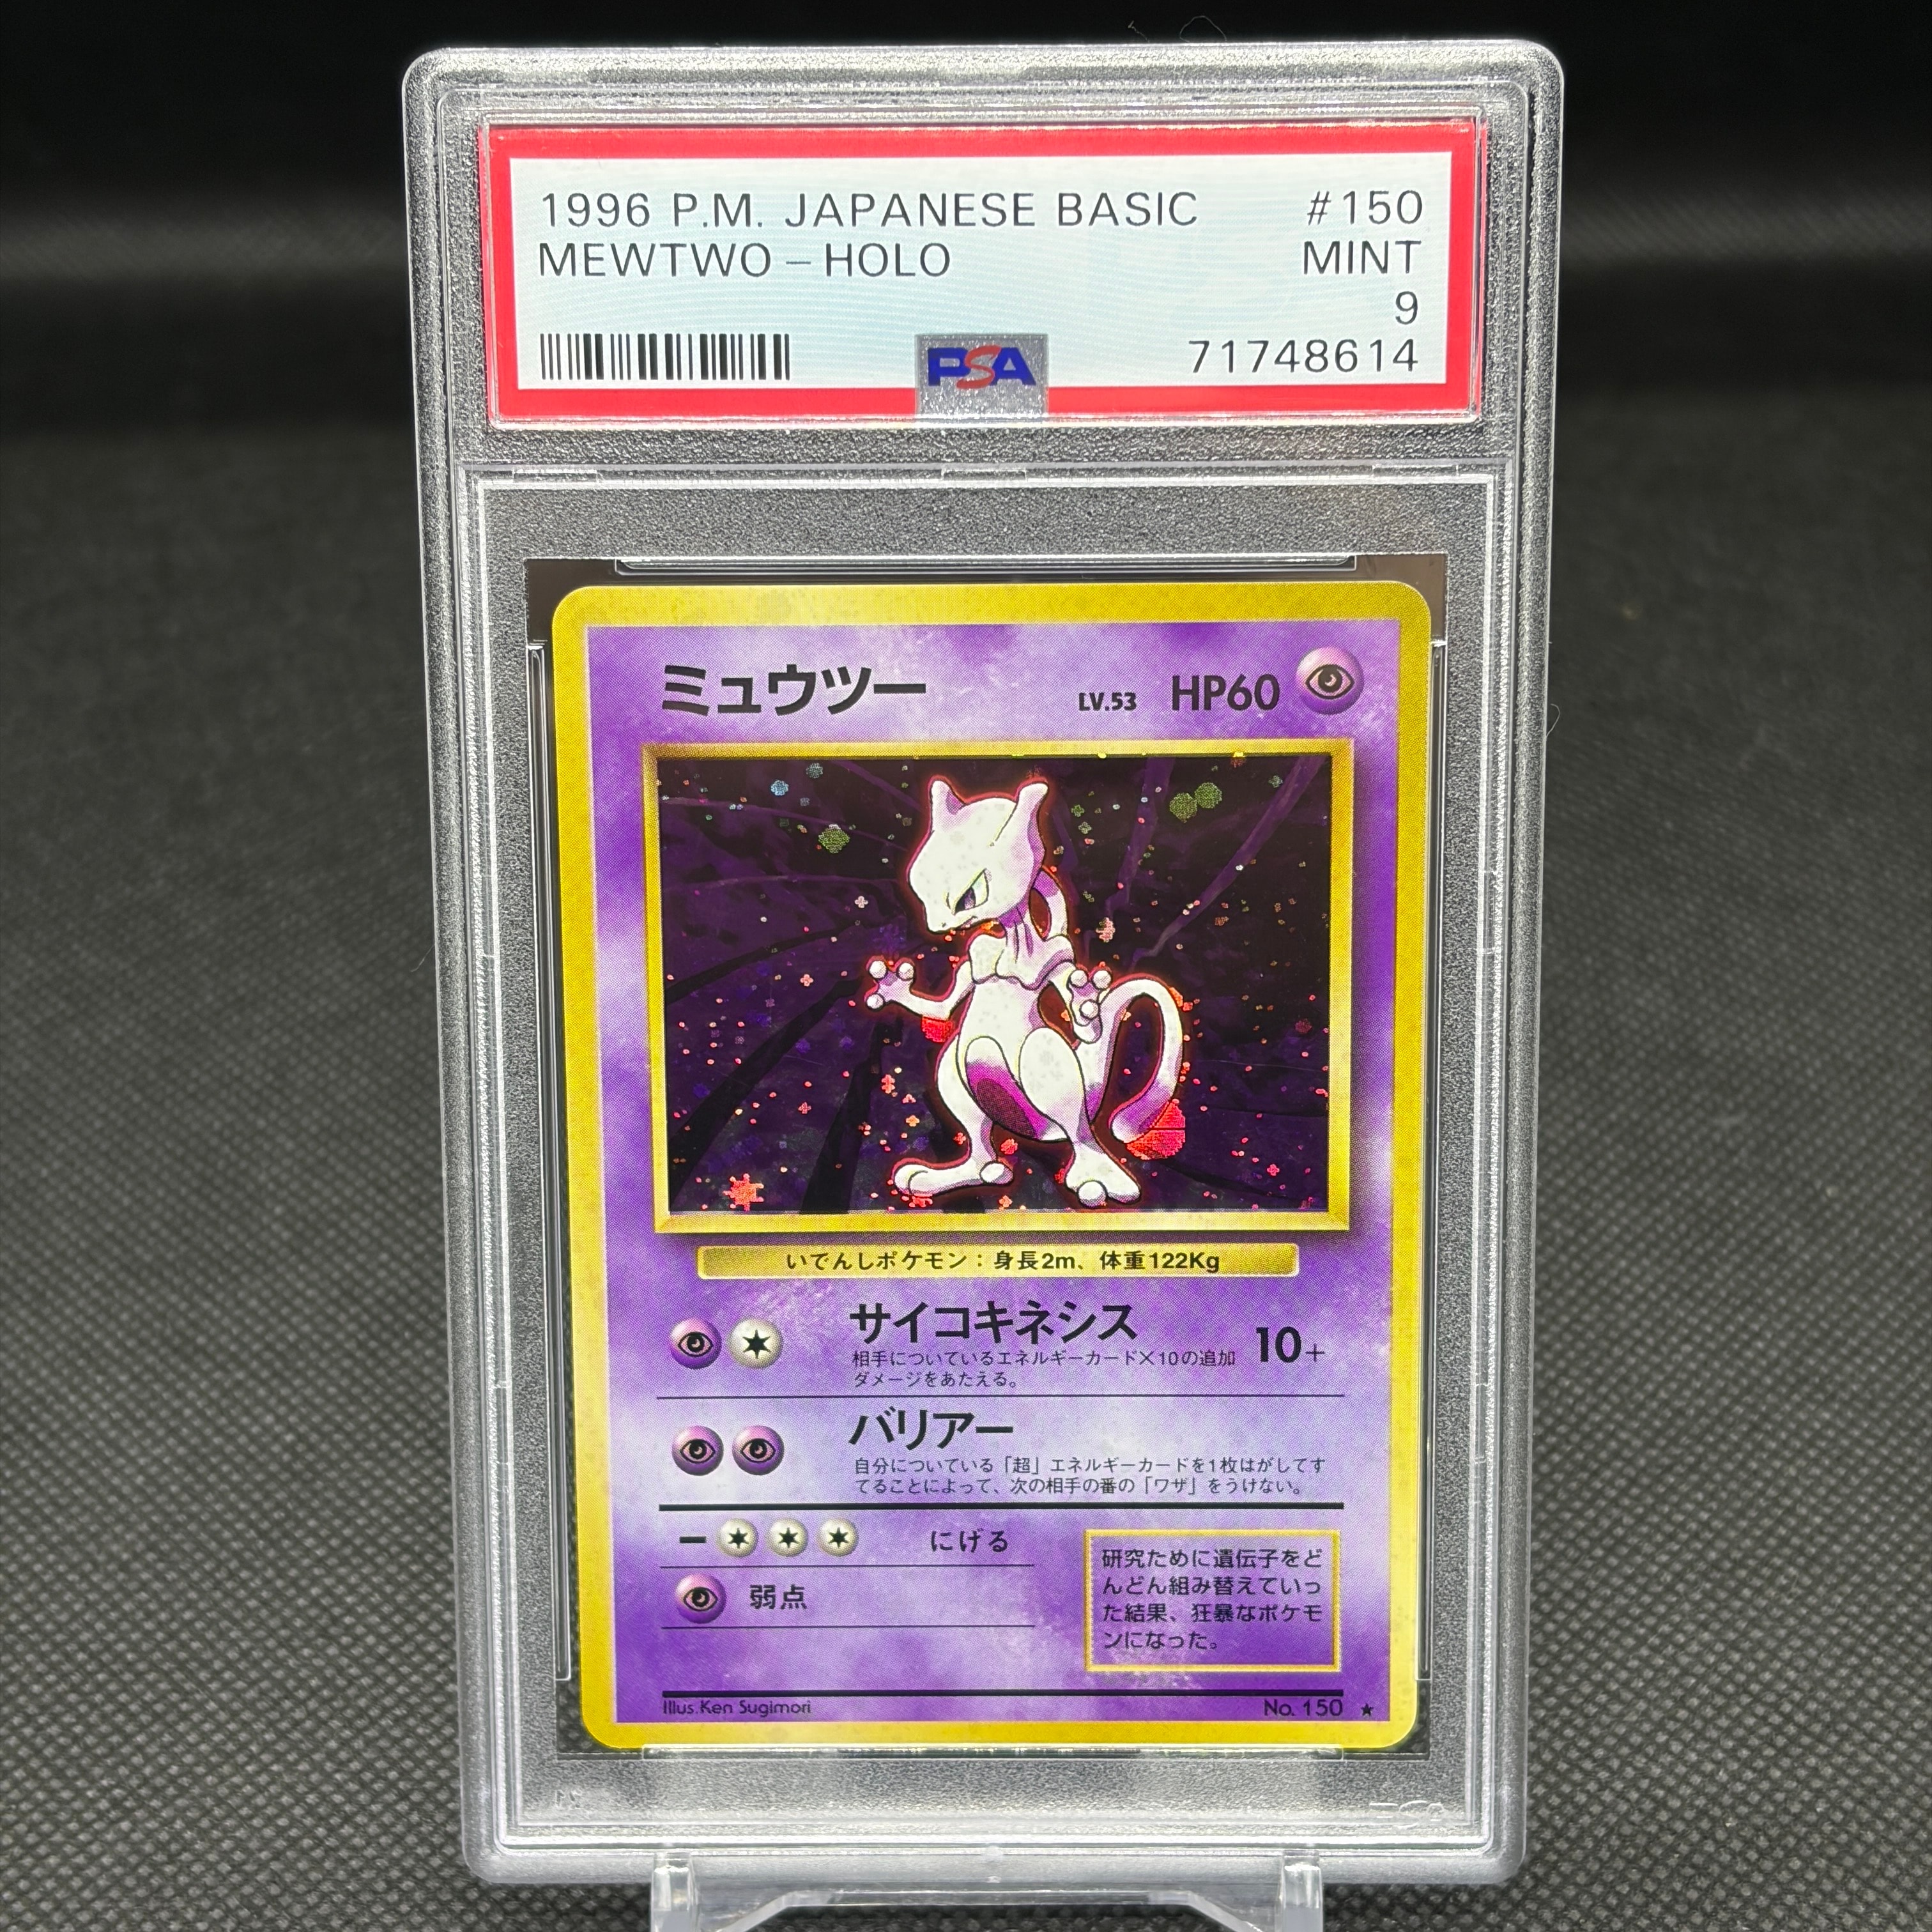 1996 P.M. JAPANESE BASIC #150
MEWTWO – HOLO MINT
9
PSA 71748614
ミュウツー LV.53 HP60
いでんしポケモン：身長2m、体重122Kg
サイコキネシス 10+
相手についているエネルギーカード×10の追加
ダメージをあたえる。
バリアー
自分についている「超」エネルギーカードを1枚はがしてす
てることによって、次の相手の番の「ワザ」をうけない。
にげる
弱点
研究ために遺伝子をど
んどん組み替えていっ
た結果、狂暴なポケモ
ンになった。
Illus.Ken Sugimori No. 150 ★